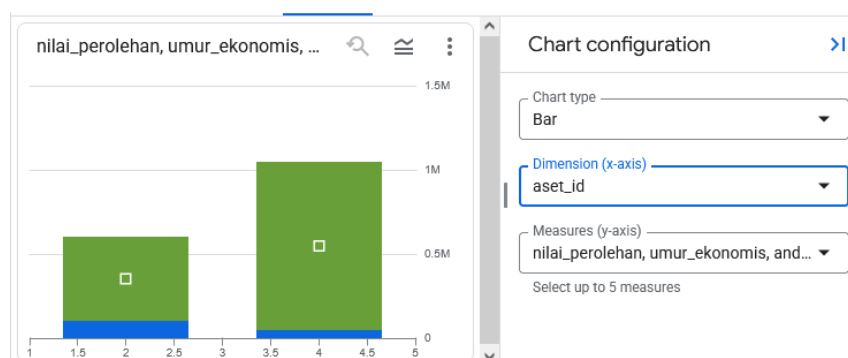 nilai_perolehan, umur_ekonomis, ...
1.5M
1M
0.5M
0
1 1.5 2 2.5 3 3.5 4 4.5 5
Chart configuration
Chart type
Bar
Dimension (x-axis)
aset_id
Measures (y-axis)
nilai_perolehan, umur_ekonomis, and...
Select up to 5 measures